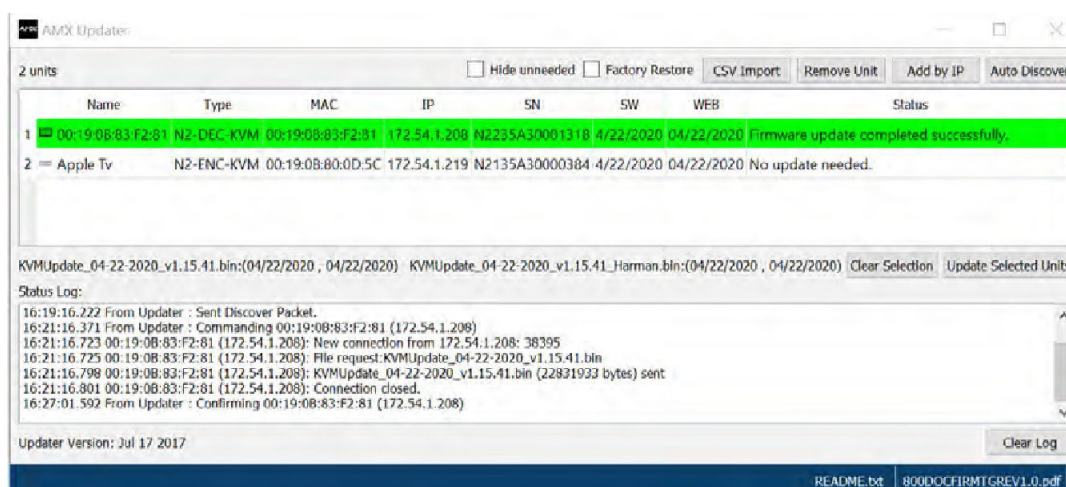 AMX AMX Updater
2 units Hide unneeded Factory Restore CSV Import Remove Unit Add by IP Auto Discove
Name Type MAC IP SN SW WEB Status
1 00:19:0B:83:F2:81 N2-DEC-KVM 00:19:0B:83:F2:81 172.54.1.208 N2235A30001318 4/22/2020 04/22/2020 Firmware update completed successfully.
2 Apple Tv N2-ENC-KVM 00:19:0B:80:0D:5C 172.54.1.219 N2135A30000384 4/22/2020 04/22/2020 No update needed.
KVMUpdate_04-22-2020_v1.15.41.bin:(04/22/2020 , 04/22/2020) KVMUpdate_04-22-2020_v1.15.41_Harman.bin:(04/22/2020 , 04/22/2020) Clear Selection Update Selected Units
Status Log:
16:19:16.222 From Updater : Sent Discover Packet.
16:21:16.371 From Updater : Commanding 00:19:0B:83:F2:81 (172.54.1.208)
16:21:16.723 00:19:0B:83:F2:81 (172.54.1.208): New connection from 172.54.1.208: 38395
16:21:16.725 00:19:0B:83:F2:81 (172.54.1.208): File request:KVMUpdate_04-22-2020_v1.15.41.bin
16:21:16.798 00:19:0B:83:F2:81 (172.54.1.208): KVMUpdate_04-22-2020_v1.15.41.bin (22831933 bytes) sent
16:21:16.801 00:19:0B:83:F2:81 (172.54.1.208): Connection closed.
16:27:01.592 From Updater : Confirming 00:19:0B:83:F2:81 (172.54.1.208)
Updater Version: Jul 17 2017 Clear Log
README.txt 800DOCFIRMTGREV1.0.pdf